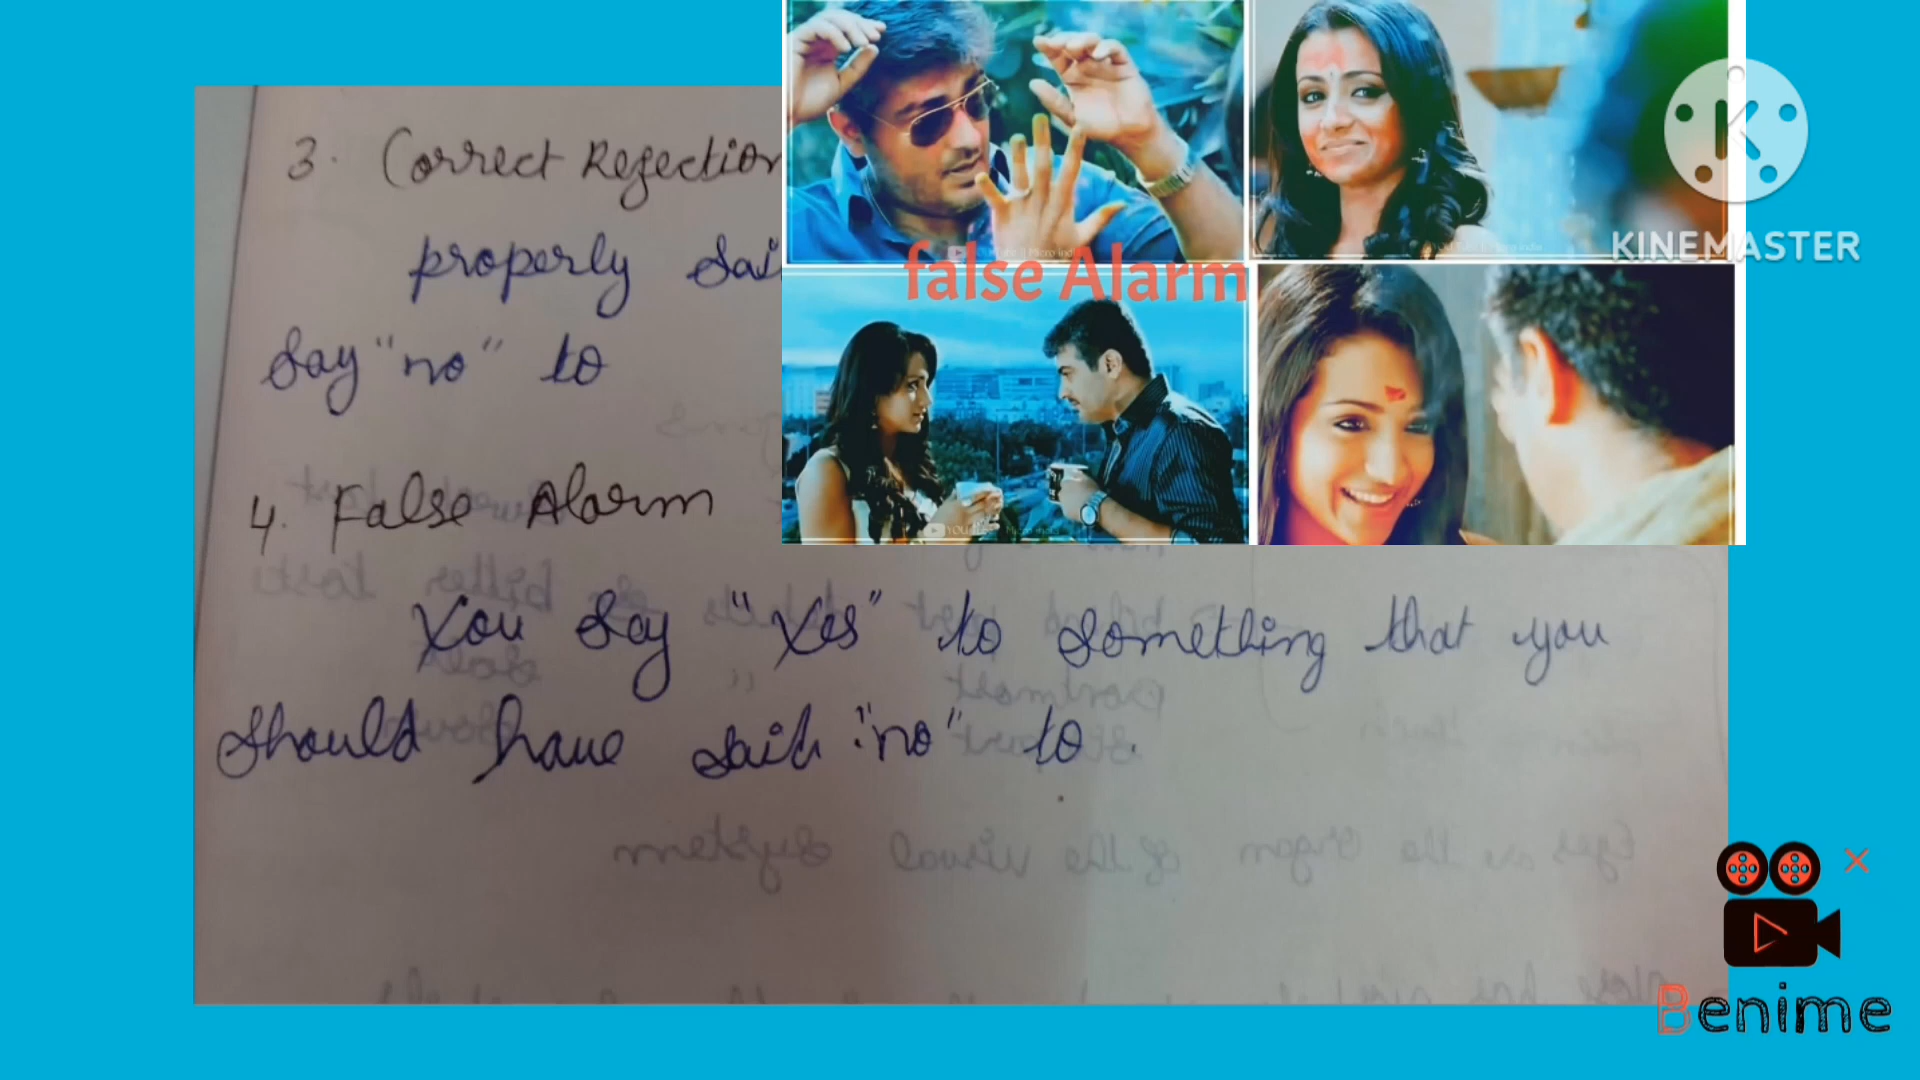 3. Correct Rejection
properly sai
say "no" to
4. False Alarm
You say "Yes" to something that you
should have said "no" to.
false Alarm
KINEMASTER
Benime